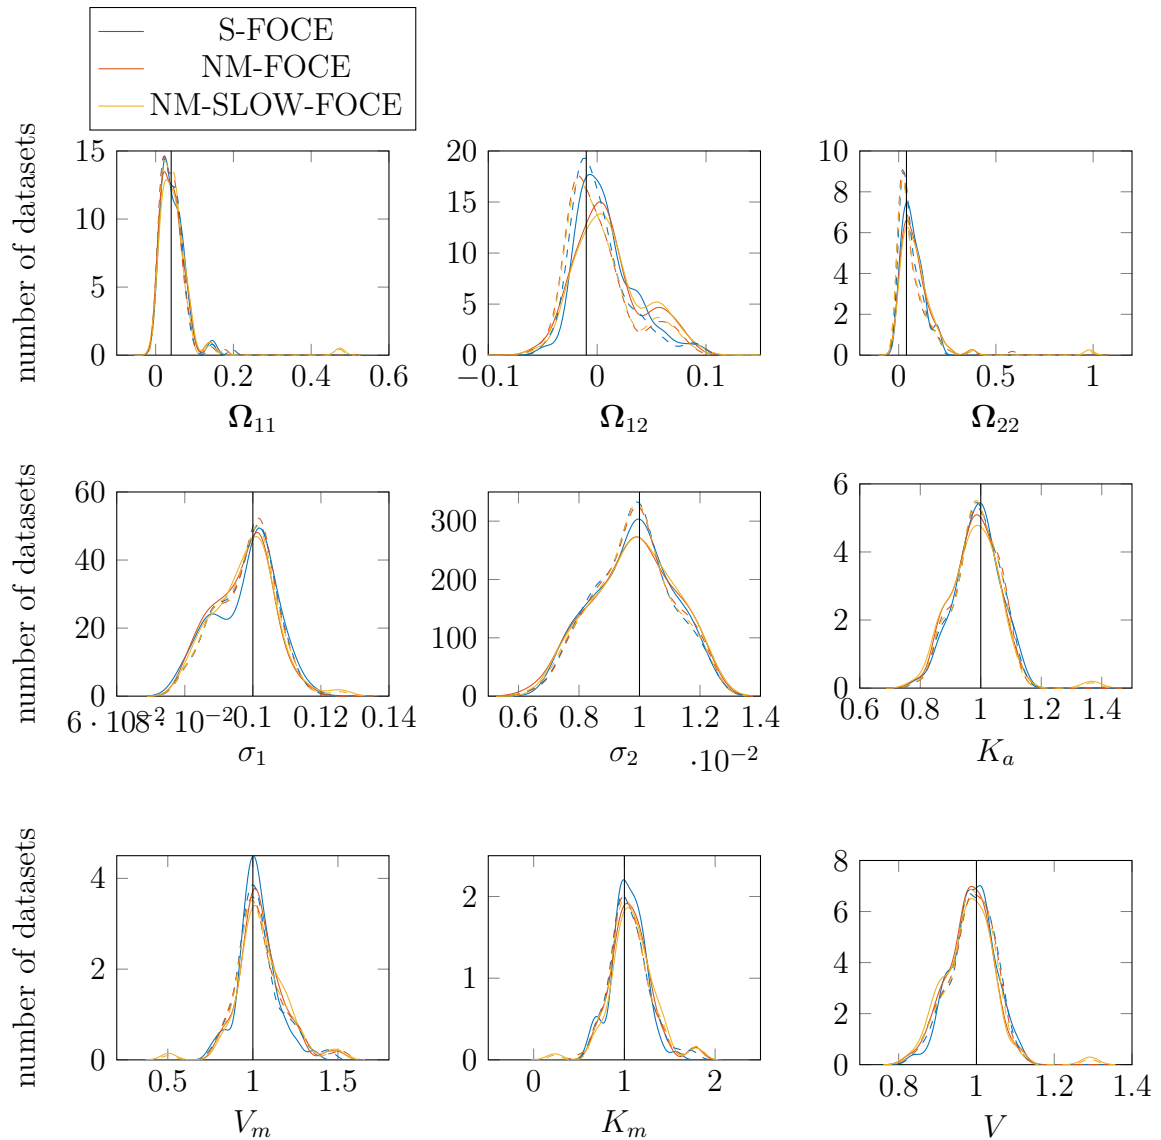 S-FOCE
NM-FOCE
NM-SLOW-FOCE
number of datasets
15
10
5
0
0 0.2 0.4 0.6
Ω11
20
15
10
5
0
−0.1 0 0.1
Ω12
10
8
6
4
2
0
0 0.5 1
Ω22
number of datasets
60
40
20
0
6 · 10−2 8 · 10−2 0.1 0.12 0.14
σ1
300
200
100
0
0.6 0.8 1 1.2 1.4
·10−2
σ2
6
4
2
0
0.6 0.8 1 1.2 1.4
Ka
number of datasets
4
2
0
0.5 1 1.5
Vm
2
1
0
0 1 2
Km
8
6
4
2
0
0.8 1 1.2 1.4
V